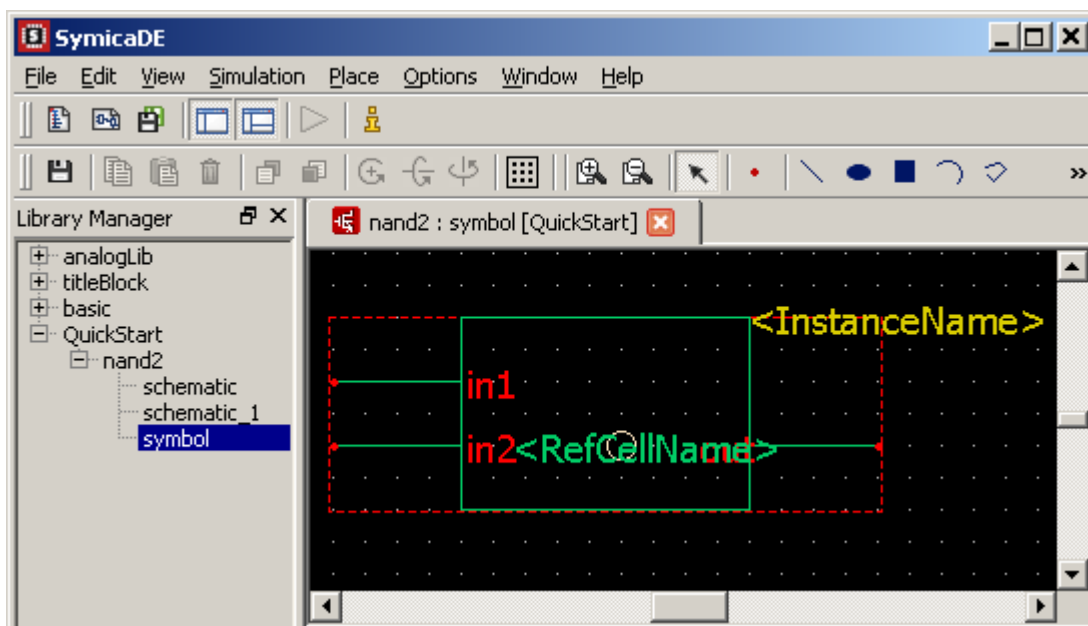 SymicaDE
File Edit View Simulation Place Options Window Help
Library Manager
nand2 : symbol [QuickStart]
analogLib
titleBlock
basic
QuickStart
nand2
schematic
schematic_1
symbol
<InstanceName>
in1
in2
<RefCellName>
out